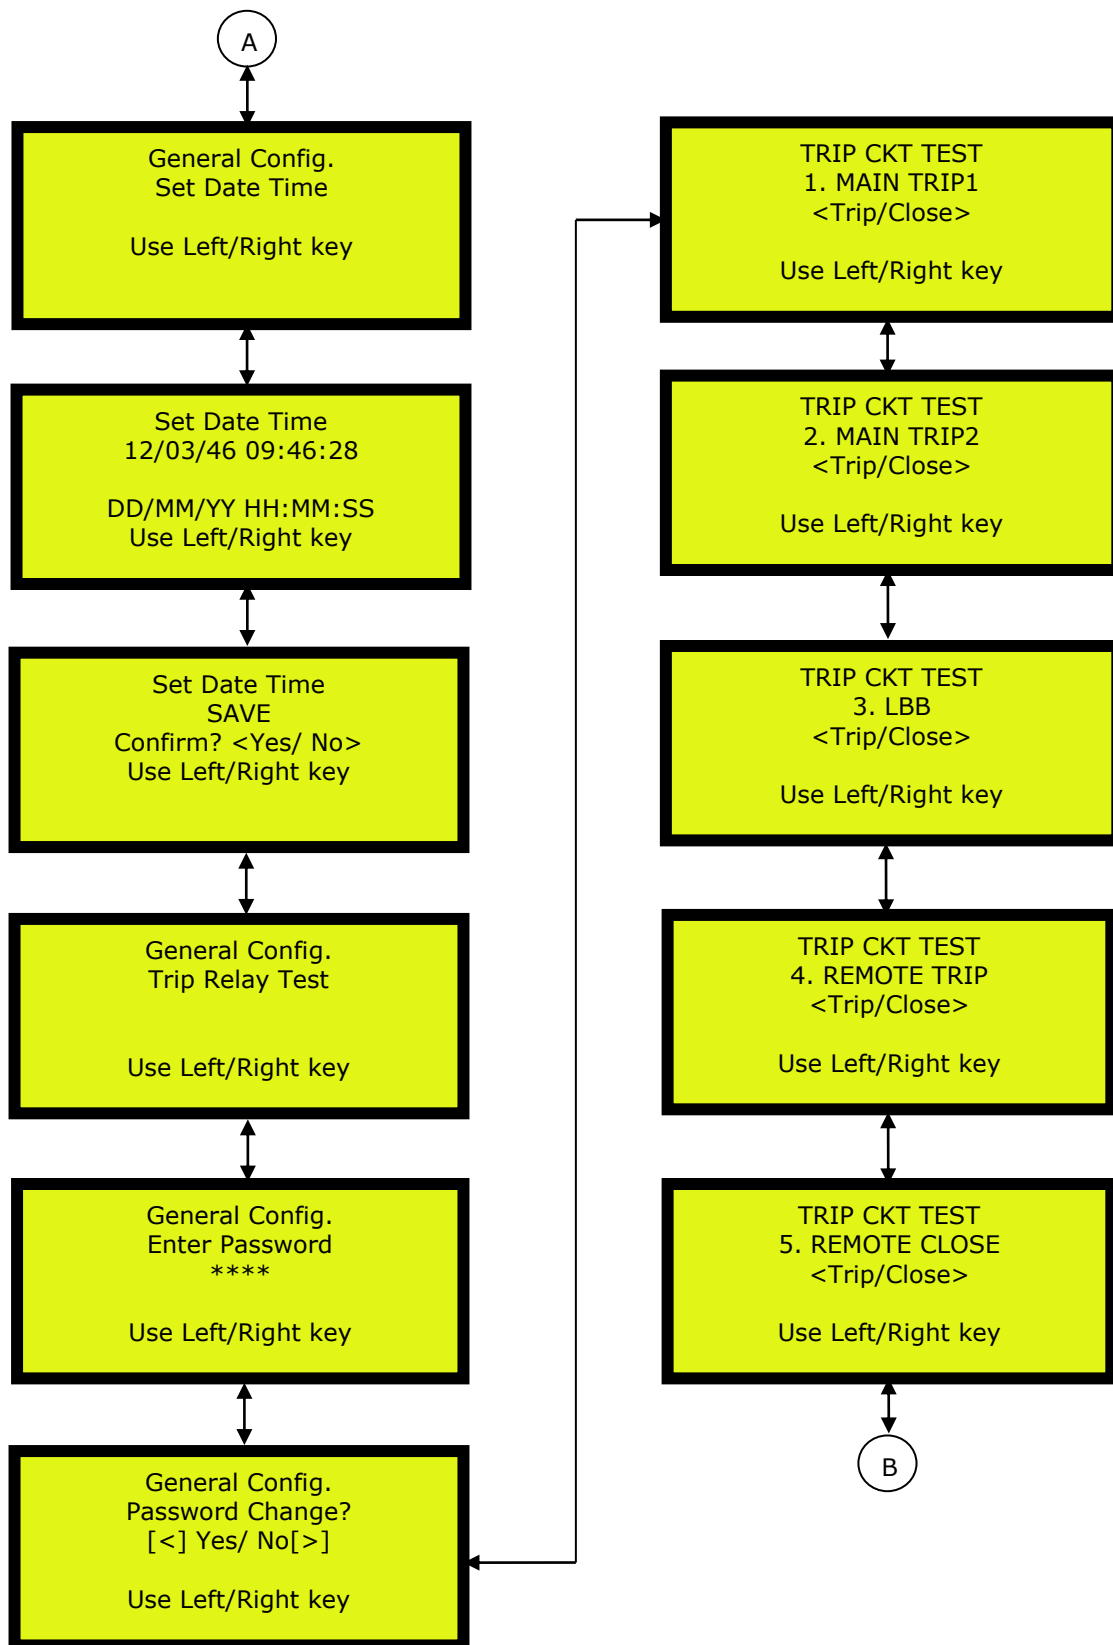 A
General Config.
Set Date Time
Use Left/Right key
Set Date Time
12/03/46 09:46:28
DD/MM/YY HH:MM:SS
Use Left/Right key
Set Date Time
SAVE
Confirm? <Yes/ No>
Use Left/Right key
General Config.
Trip Relay Test
Use Left/Right key
General Config.
Enter Password
****
Use Left/Right key
General Config.
Password Change?
[<] Yes/ No[>]
Use Left/Right key
TRIP CKT TEST
1. MAIN TRIP1
<Trip/Close>
Use Left/Right key
TRIP CKT TEST
2. MAIN TRIP2
<Trip/Close>
Use Left/Right key
TRIP CKT TEST
3. LBB
<Trip/Close>
Use Left/Right key
TRIP CKT TEST
4. REMOTE TRIP
<Trip/Close>
Use Left/Right key
TRIP CKT TEST
5. REMOTE CLOSE
<Trip/Close>
Use Left/Right key
B